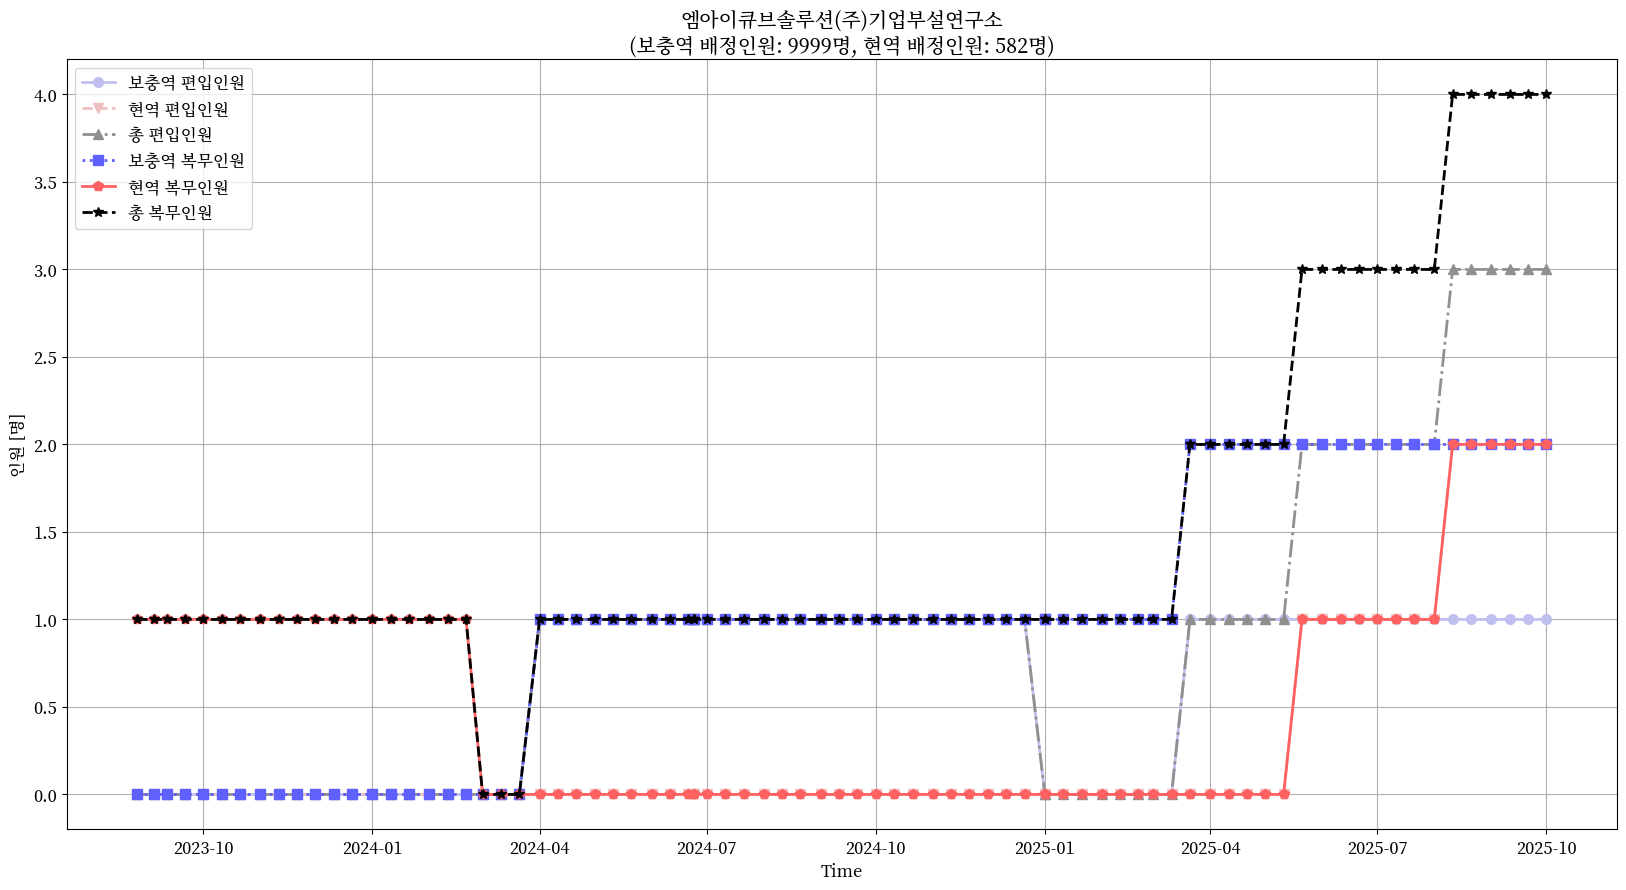 엠아이큐브솔루션(주)기업부설연구소
(보충역 배정인원: 9999명, 현역 배정인원: 582명)
보충역 편입인원
현역 편입인원
총 편입인원
보충역 복무인원
현역 복무인원
총 복무인원
4.0
3.5
3.0
2.5
2.0
1.5
1.0
0.5
0.0
인원 [명]
2023-10 2024-01 2024-04 2024-07 2024-10 2025-01 2025-04 2025-07 2025-10
Time